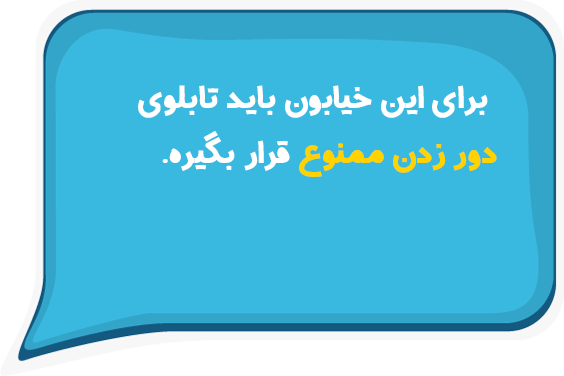 برای این خیابون باید تابلوی
دور زدن ممنوع قرار بگیره.